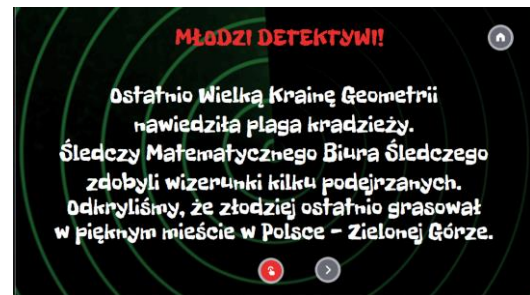 MŁODZI DETEKTYWI!
Ostatnio Wielką Krainę Geometrii
nawiedziła plaga kradzieży.
Śledczy Matematycznego Biura Śledczego
zdobyli wizerunki kilku podejrzanych.
Odkryliśmy, że złodziej ostatnio grasował
w pięknym mieście w Polsce – Zielonej Górze.